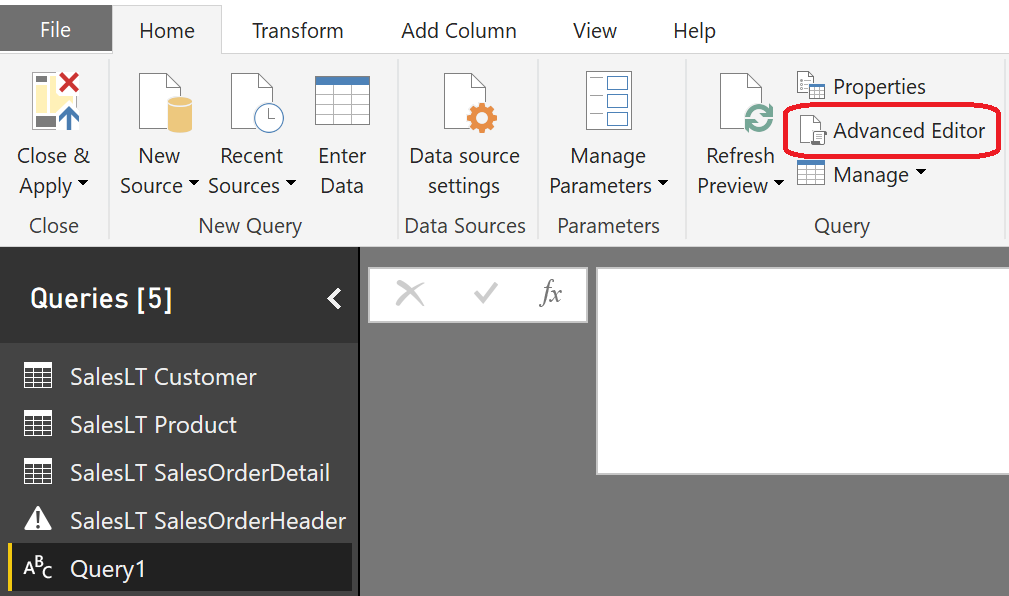 File
Home
Transform
Add Column
View
Help
Close &
Apply
Close
New
Source
Recent
Sources
Enter
Data
New Query
Data source
settings
Data Sources
Manage
Parameters
Parameters
Refresh
Preview
Properties
Advanced Editor
Manage
Query
Queries [5]
fx
SalesLT Customer
SalesLT Product
SalesLT SalesOrderDetail
SalesLT SalesOrderHeader
ABC Query1